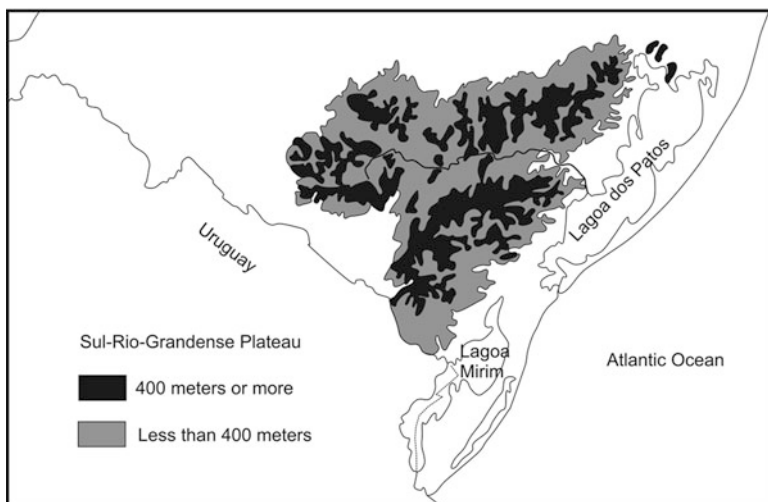 Lagoa dos Patos
Uruguay
Sul-Rio-Grandense Plateau
Lagoa
Mirim
Atlantic Ocean
400 meters or more
Less than 400 meters